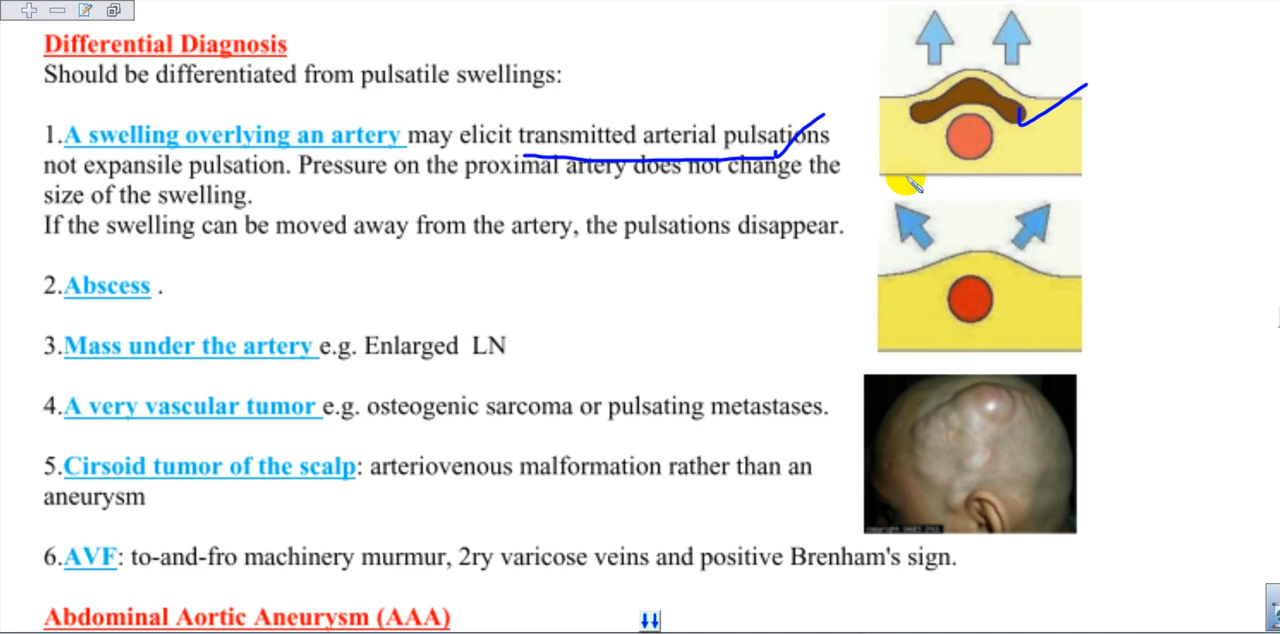 Differential Diagnosis
Should be differentiated from pulsatile swellings:
1.A swelling overlying an artery may elicit transmitted arterial pulsations
not expansile pulsation. Pressure on the proximal artery does not change the
size of the swelling.
If the swelling can be moved away from the artery, the pulsations disappear.
2.Abscess .
3.Mass under the artery e.g. Enlarged LN
4.A very vascular tumor e.g. osteogenic sarcoma or pulsating metastases.
5.Cirsoid tumor of the scalp: arteriovenous malformation rather than an
aneurysm
6.AVF: to-and-fro machinery murmur, 2ry varicose veins and positive Brenham's sign.
Abdominal Aortic Aneurysm (AAA)